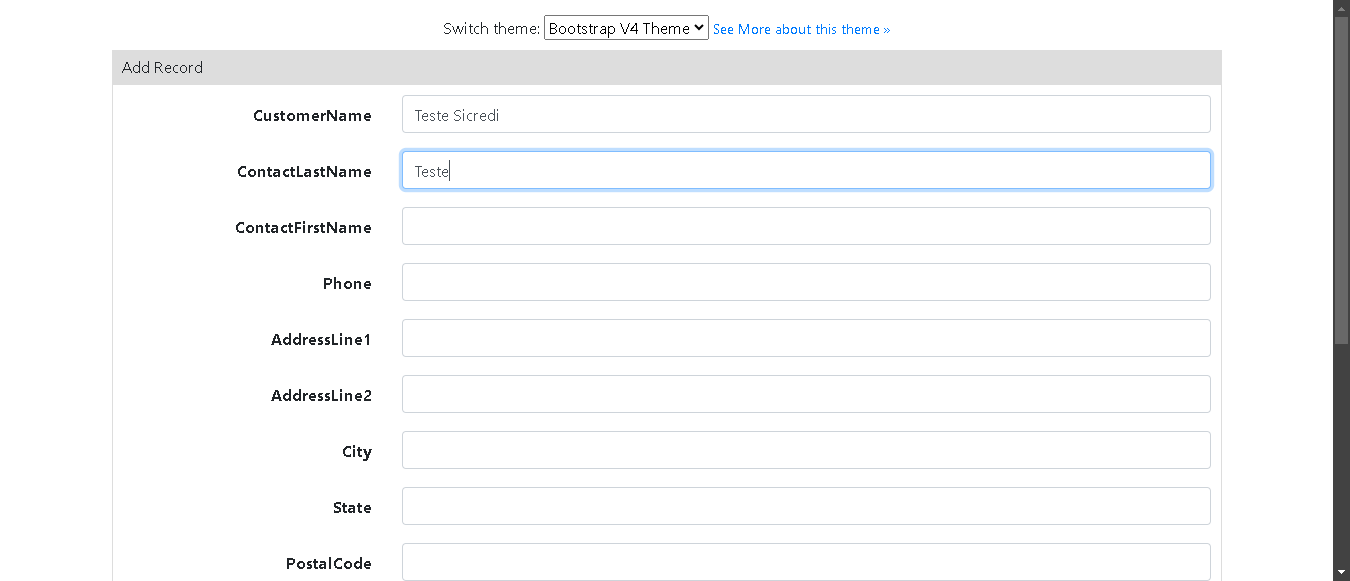 Switch theme: Bootstrap V4 Theme See More about this theme »
Add Record
CustomerName Teste Sicredi
ContactLastName Teste
ContactFirstName
Phone
AddressLine1
AddressLine2
City
State
PostalCode